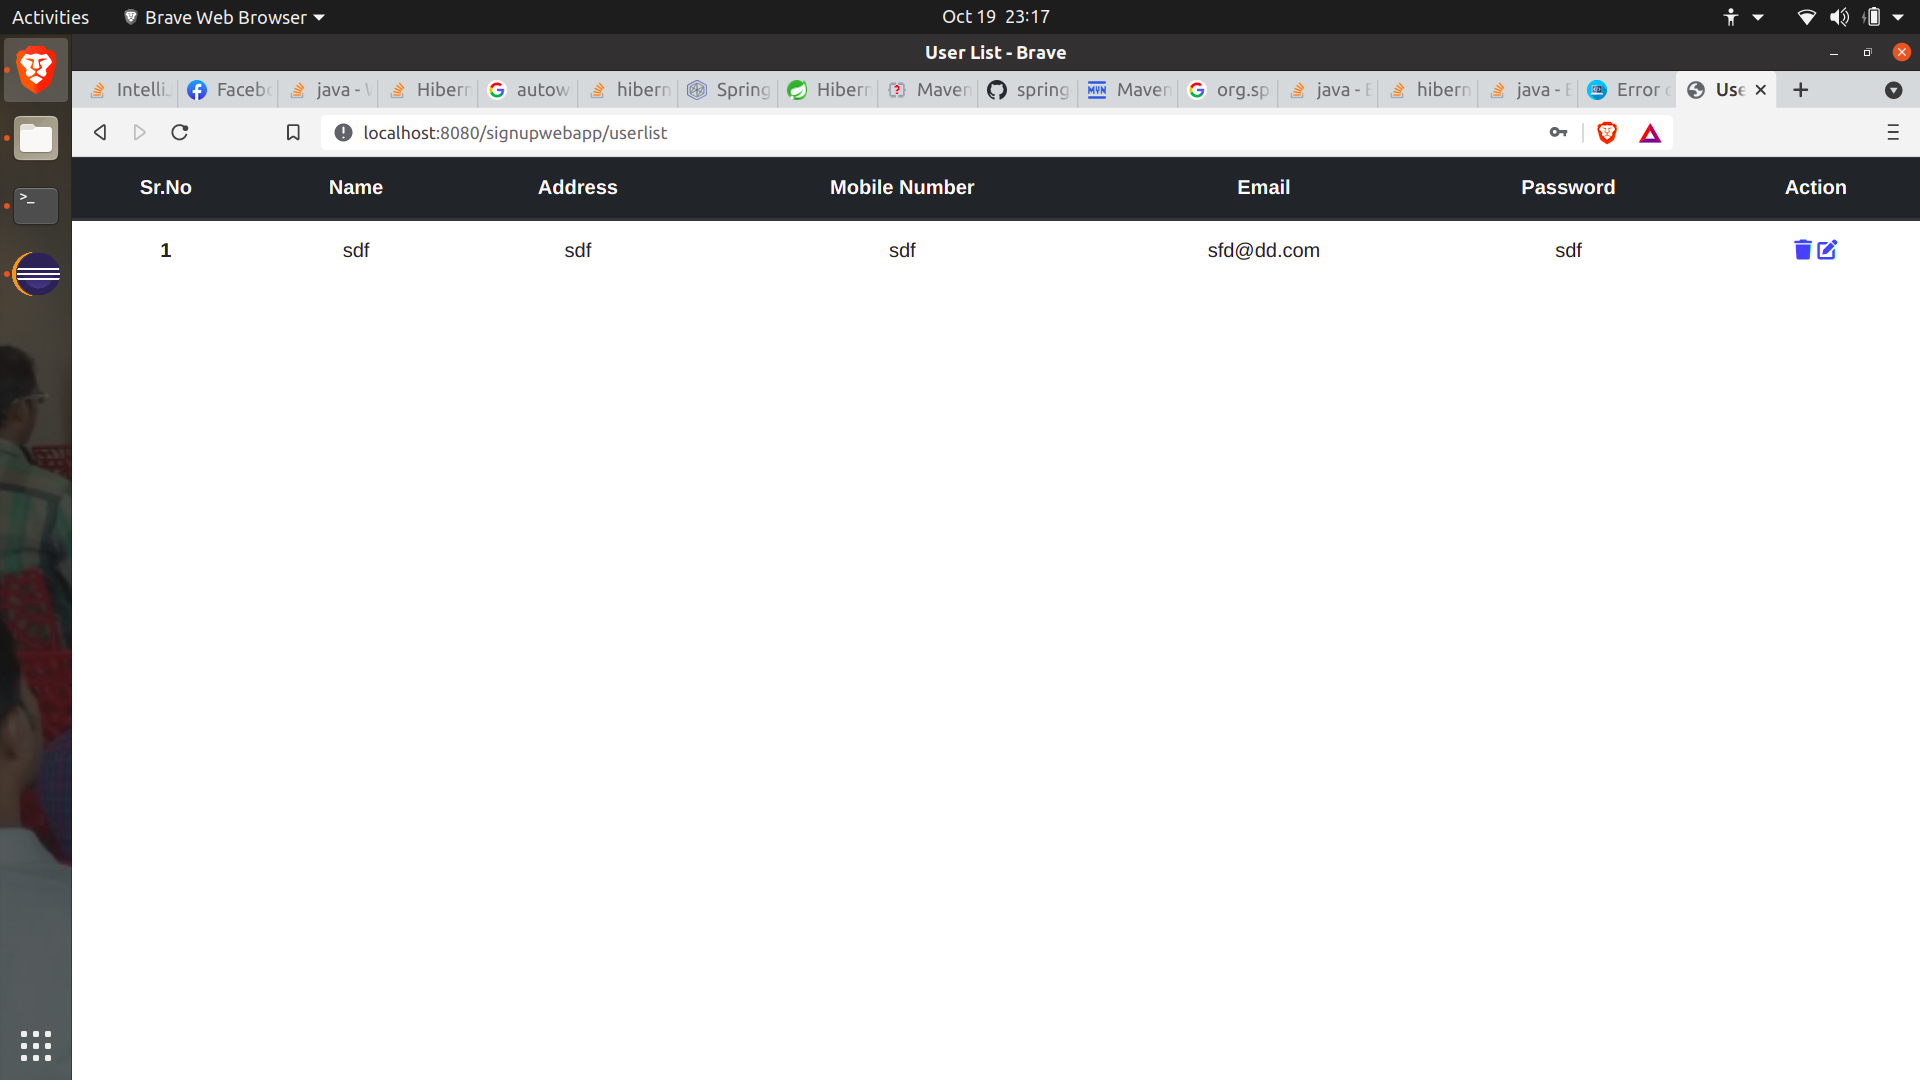 Activities Brave Web Browser Oct 19 23:17
User List - Brave
Intelli Faceb java - Hibern autow hibern Spring Hibern Maven spring Maven org.sp java - hibern java - Error Use
localhost:8080/signupwebapp/userlist
Sr.No Name Address Mobile Number Email Password Action
1 sdf sdf sdf sfd@dd.com sdf